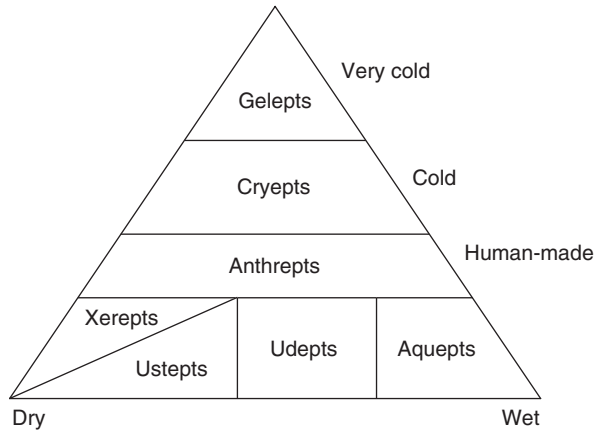 Very cold
Gelepts
Cryepts
Cold
Anthrepts
Human-made
Xerepts
Ustepts
Udepts
Aquepts
Dry
Wet